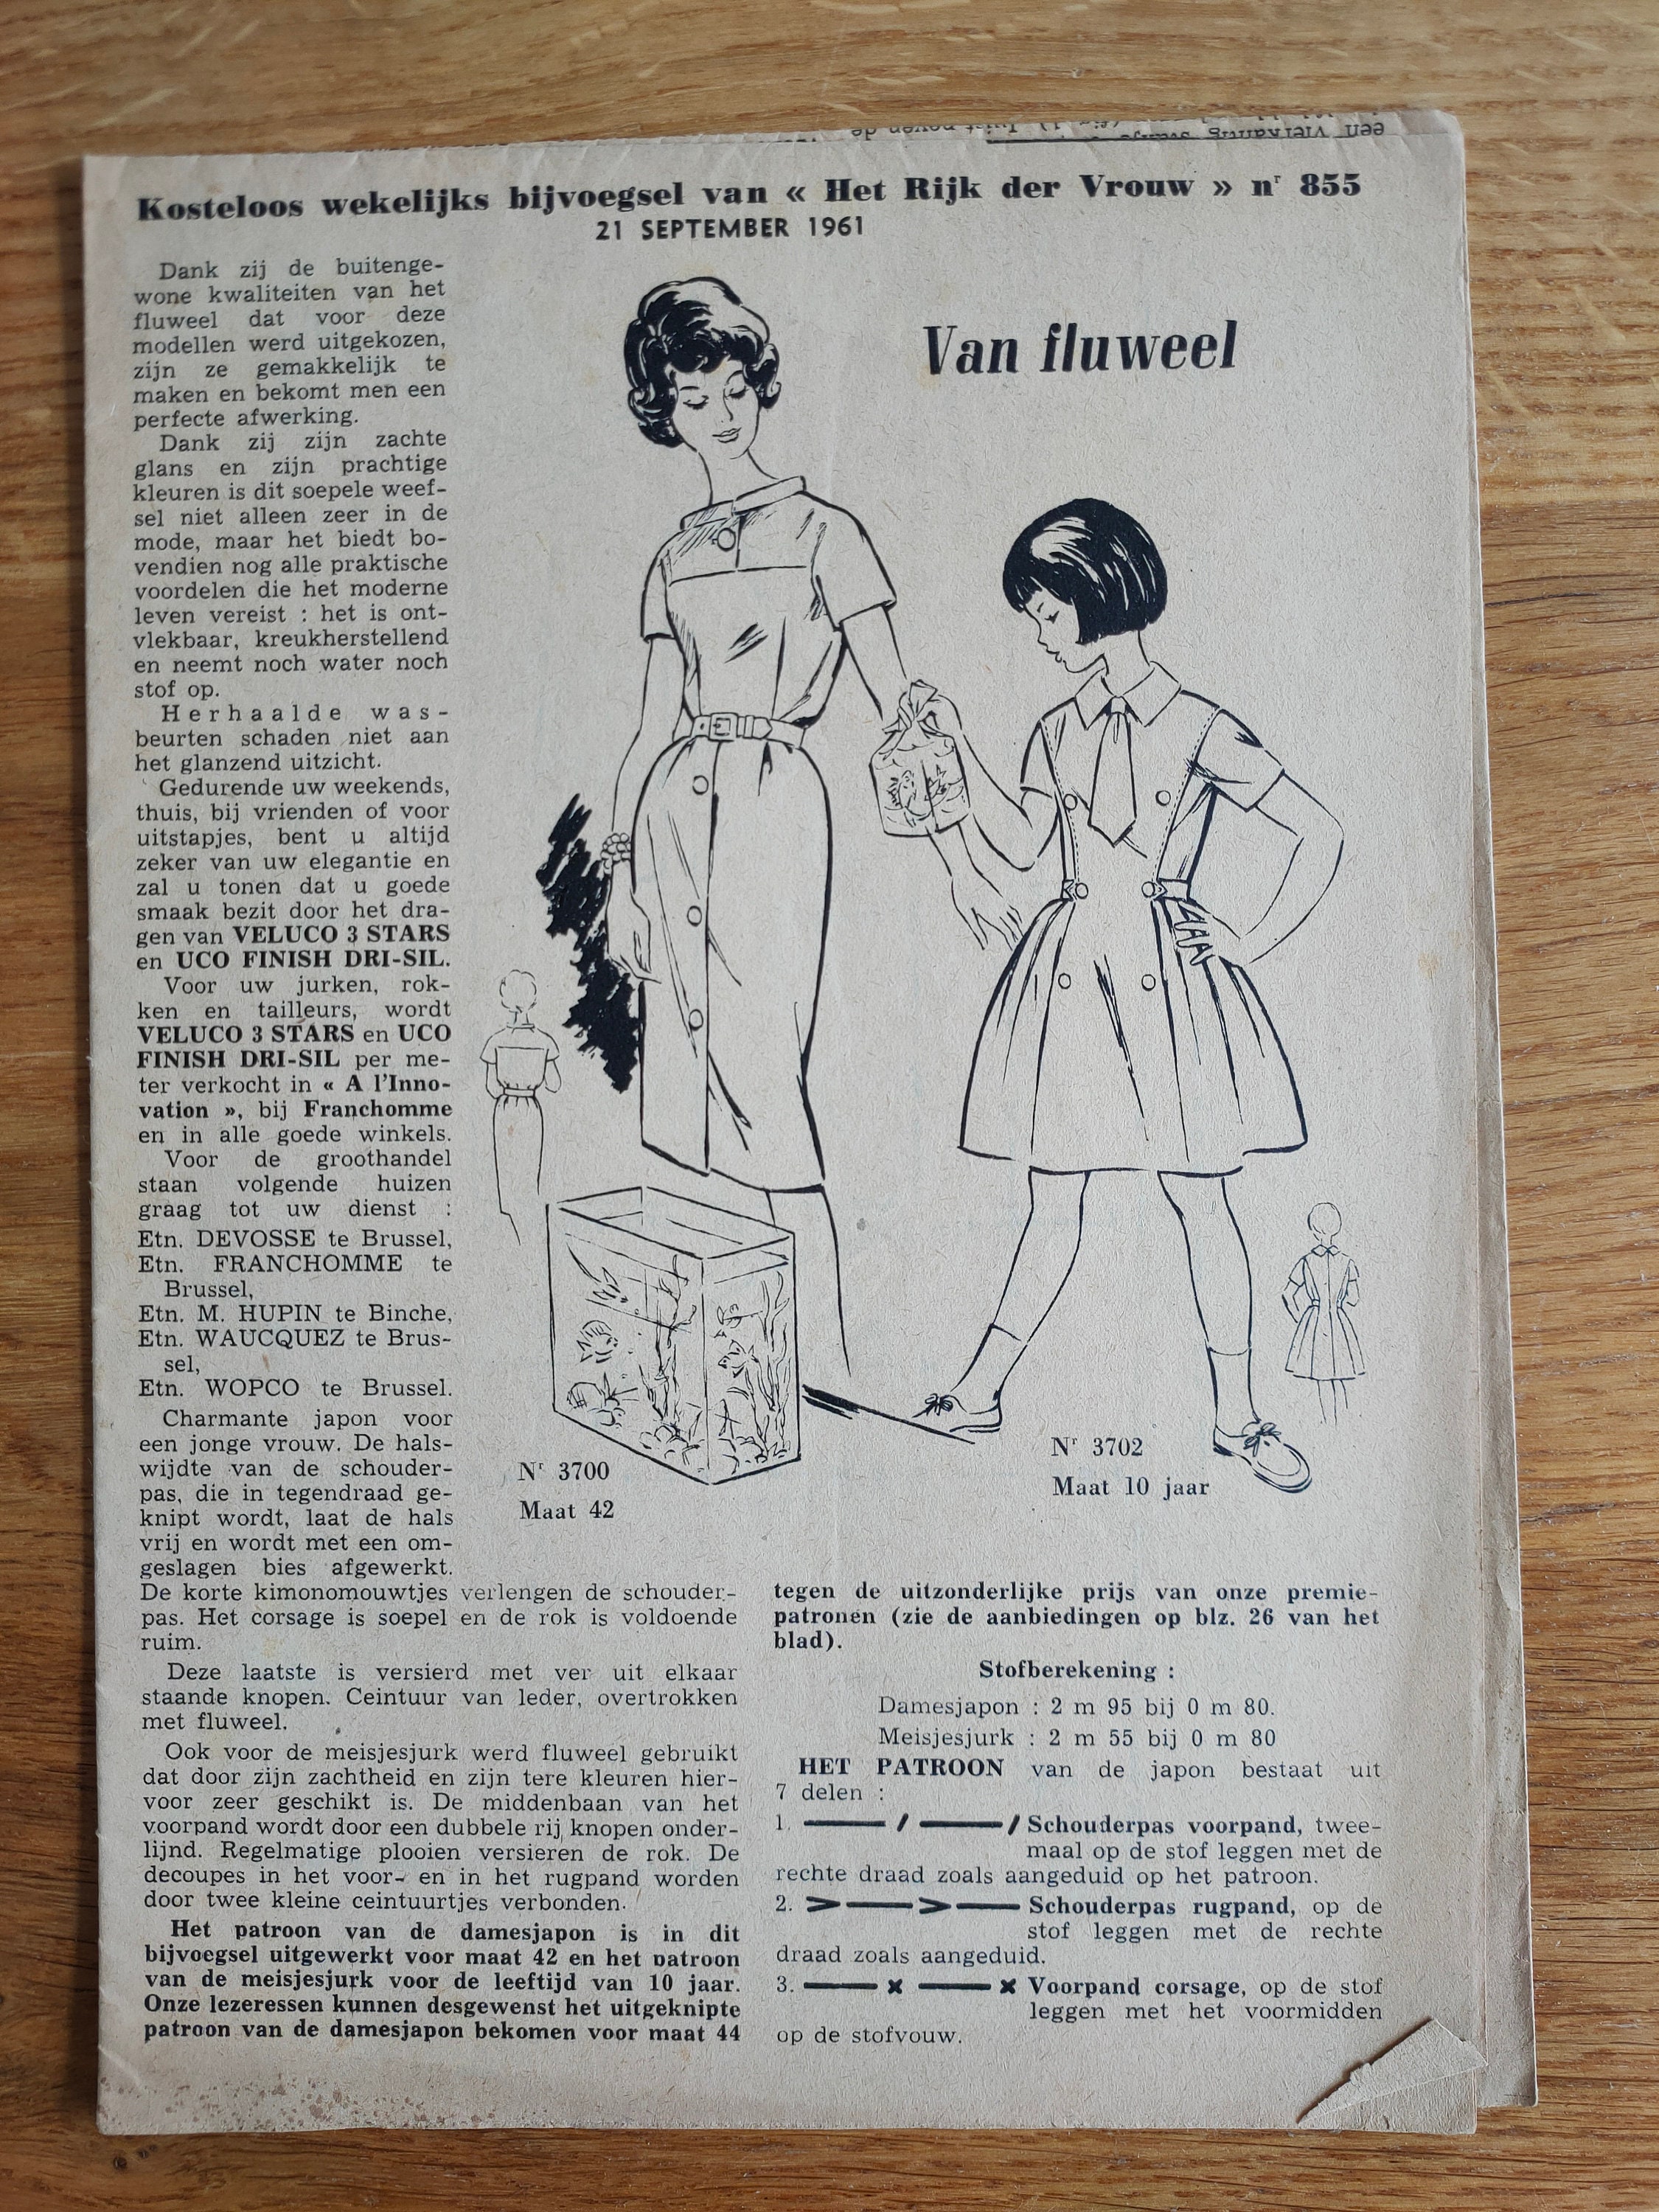 een vierkantig
Kosteloos wekelijks bijvoegsel van « Het Rijk der Vrouw » nʳ 855
21 SEPTEMBER 1961
Dank zij de buitenge-
wone kwaliteiten van het
fluweel dat voor deze
modellen werd uitgekozen,
zijn ze gemakkelijk te
maken en bekomt men een
perfecte afwerking.
Dank zij zijn zachte
glans en zijn prachtige
kleuren is dit soepele weef-
sel niet alleen zeer in de
mode, maar het biedt bo-
vendien nog alle praktische
voordelen die het moderne
leven vereist : het is ont-
vlekbaar, kreukherstellend
en neemt noch water noch
stof op.
Herhaalde was-
beurten schaden niet aan
het glanzend uitzicht.
Gedurende uw weekends,
thuis, bij vrienden of voor
uitstapjes, bent u altijd
zeker van uw elegantie en
zal u tonen dat u goede
smaak bezit door het dra-
gen van VELUCO 3 STARS
en UCO FINISH DRI-SIL.
Voor uw jurken, rok-
ken en tailleurs, wordt
VELUCO 3 STARS en UCO
FINISH DRI-SIL per me-
ter verkocht in « A l'Inno-
vation », bij Franchomme
en in alle goede winkels.
Voor de groothandel
staan volgende huizen
graag tot uw dienst :
Etn. DEVOSSE te Brussel,
Etn. FRANCHOMME te
Brussel,
Etn. M. HUPIN te Binche,
Etn. WAUCQUEZ te Brus-
sel,
Etn. WOPCO te Brussel.
Charmante japon voor
een jonge vrouw. De hals-
wijdte van de schouder-
pas, die in tegendraad ge-
knipt wordt, laat de hals
vrij en wordt met een om-
geslagen bies afgewerkt.
De korte kimonomouwtjes verlengen de schouder-
pas. Het corsage is soepel en de rok is voldoende
ruim.
Deze laatste is versierd met ver uit elkaar
staande knopen. Ceintuur van leder, overtrokken
met fluweel.
Ook voor de meisjesjurk werd fluweel gebruikt
dat door zijn zachtheid en zijn tere kleuren hier-
voor zeer geschikt is. De middenbaan van het
voorpand wordt door een dubbele rij knopen onder-
lijnd. Regelmatige plooien versieren de rok. De
decoupes in het voor- en in het rugpand worden
door twee kleine ceintuurtjes verbonden.
Het patroon van de damesjapon is in dit
bijvoegsel uitgewerkt voor maat 42 en het patroon
van de meisjesjurk voor de leeftijd van 10 jaar.
Onze lezeressen kunnen desgewenst het uitgeknipte
patroon van de damesjapon bekomen voor maat 44
Van fluweel
Nʳ 3700
Maat 42
Nʳ 3702
Maat 10 jaar
tegen de uitzonderlijke prijs van onze premie-
patronen (zie de aanbiedingen op blz. 26 van het
blad).
Stofberekening :
Damesjapon : 2 m 95 bij 0 m 80.
Meisjesjurk : 2 m 55 bij 0 m 80
HET PATROON van de japon bestaat uit
7 delen :
1. Schouderpas voorpand, twee-
maal op de stof leggen met de
rechte draad zoals aangeduid op het patroon.
2. Schouderpas rugpand, op de
stof leggen met de rechte
draad zoals aangeduid.
3. Voorpand corsage, op de stof
leggen met het voormidden
op de stofvouw.